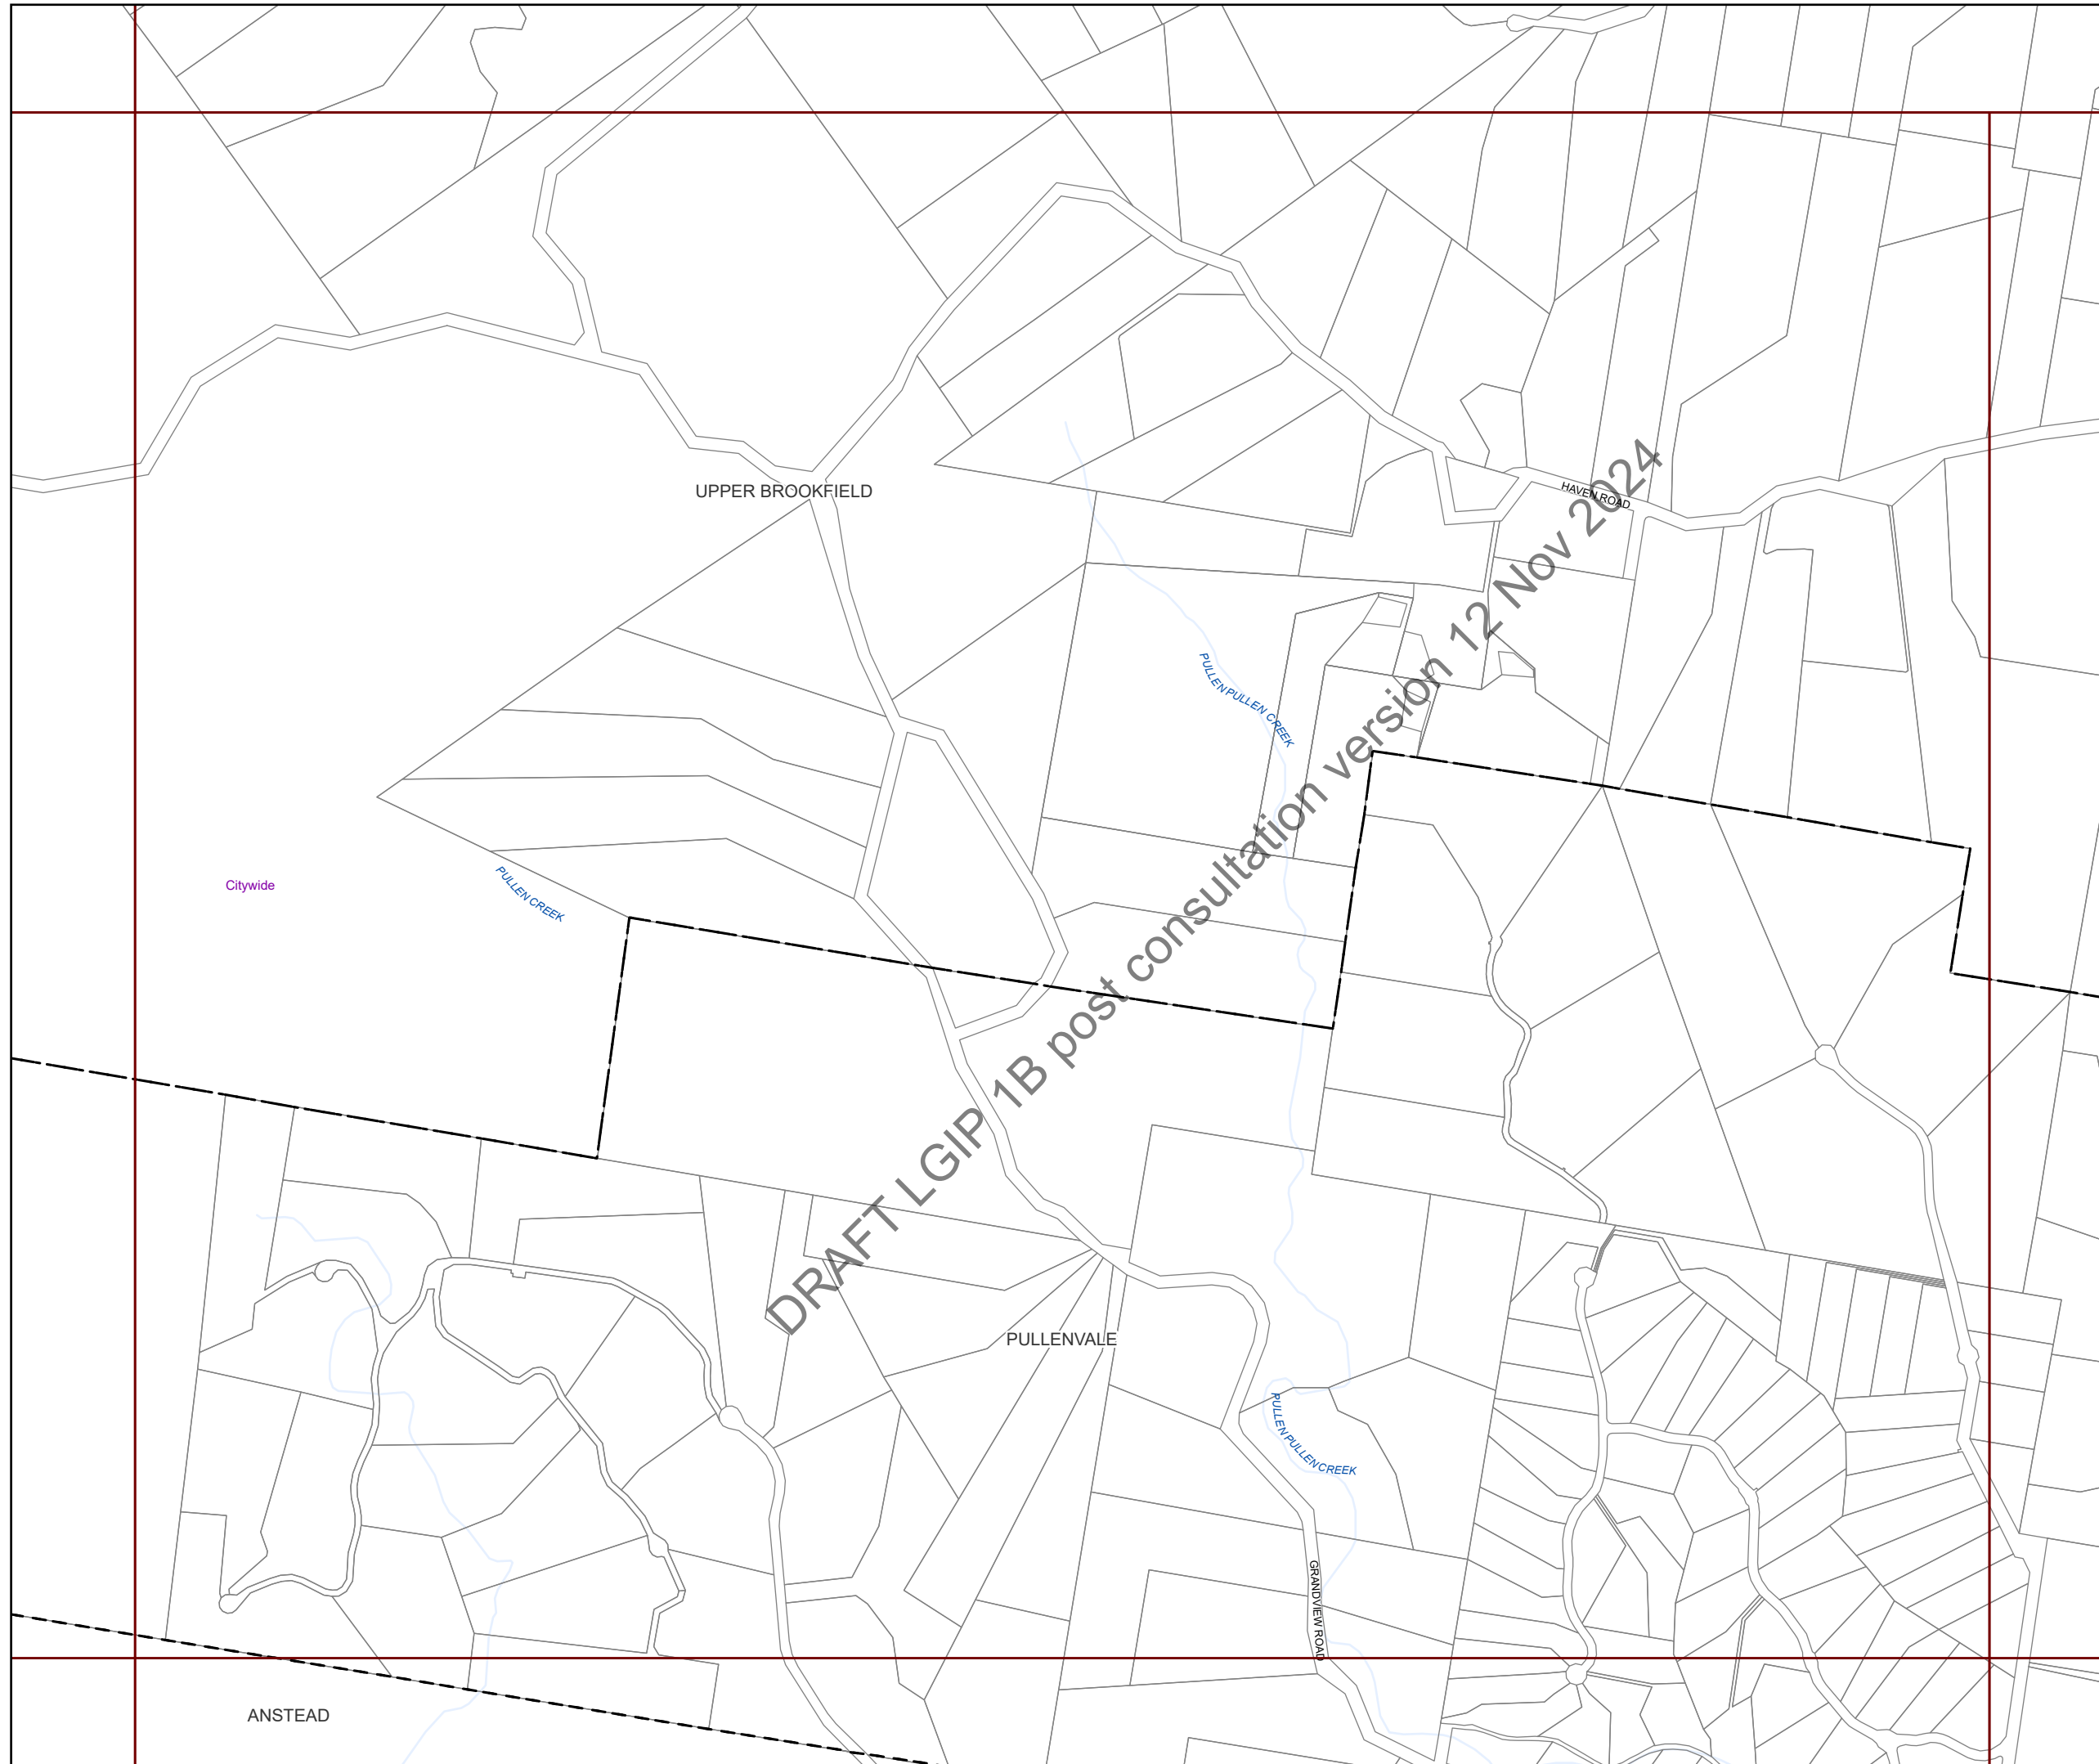 UPPER BROOKFIELD
HAVEN ROAD
PULLEN PULLEN CREEK
Citywide
PULLEN CREEK
DRAFT LGIP 1B post consultation version 12 Nov 2024
PULLENVALE
PULLEN PULLEN CREEK
GRANDVIEW ROAD
ANSTEAD